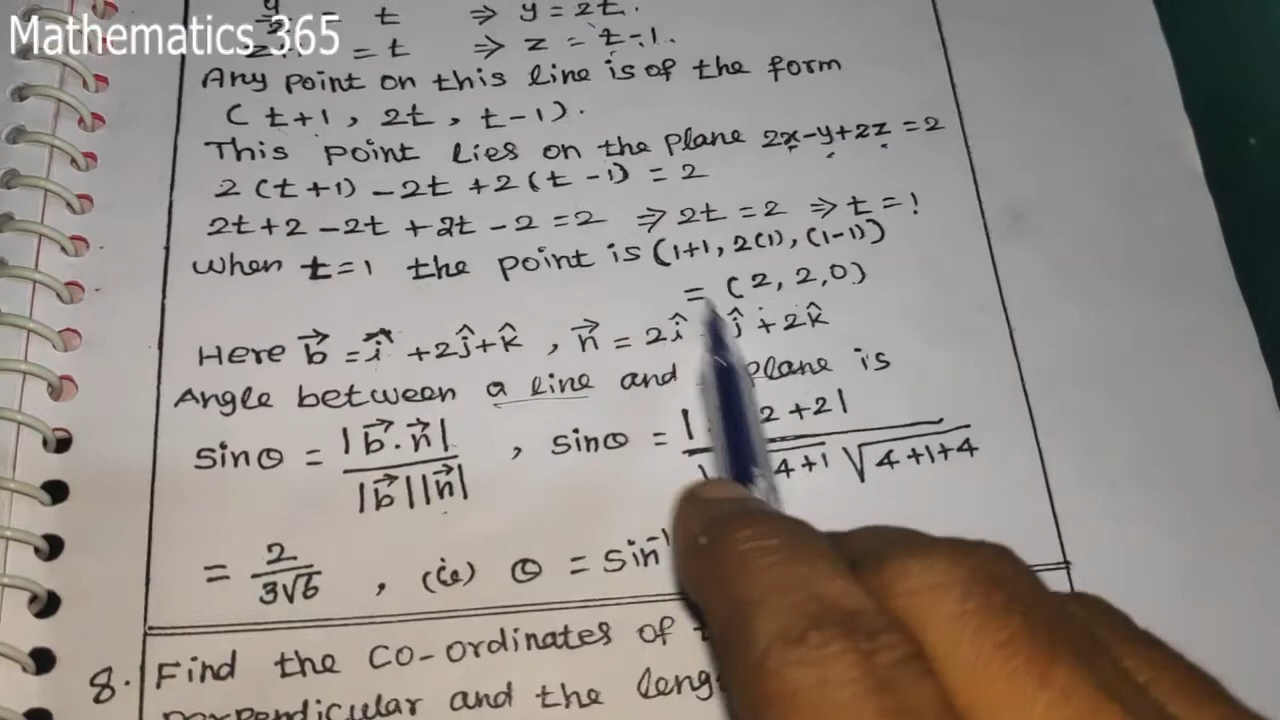 Mathematics 365
= t ⇒ y = 2t.
= t ⇒ z = t-1.
Any point on this line is of the form
(t+1, 2t, t-1).
This point lies on the plane 2x-y+2z=2
2(t+1) - 2t +2(t-1) = 2
2t+2-2t+2t-2=2 ⇒ 2t=2 ⇒ t=1
when t=1 the point is (1+1, 2(1), (1-1))
= (2, 2, 0)
Here b⃗ = î +2ĵ+k̂ , n⃗ = 2î ĵ + 2k̂
Angle between a line and plane is
sinθ = |b⃗.n⃗| / |b⃗||n⃗| , sinθ = | 2+2| / 4+1 √4+1+4
= 2/3√6 , (ie) θ = sin⁻¹
8. Find the co-ordinates of
perpendicular and the